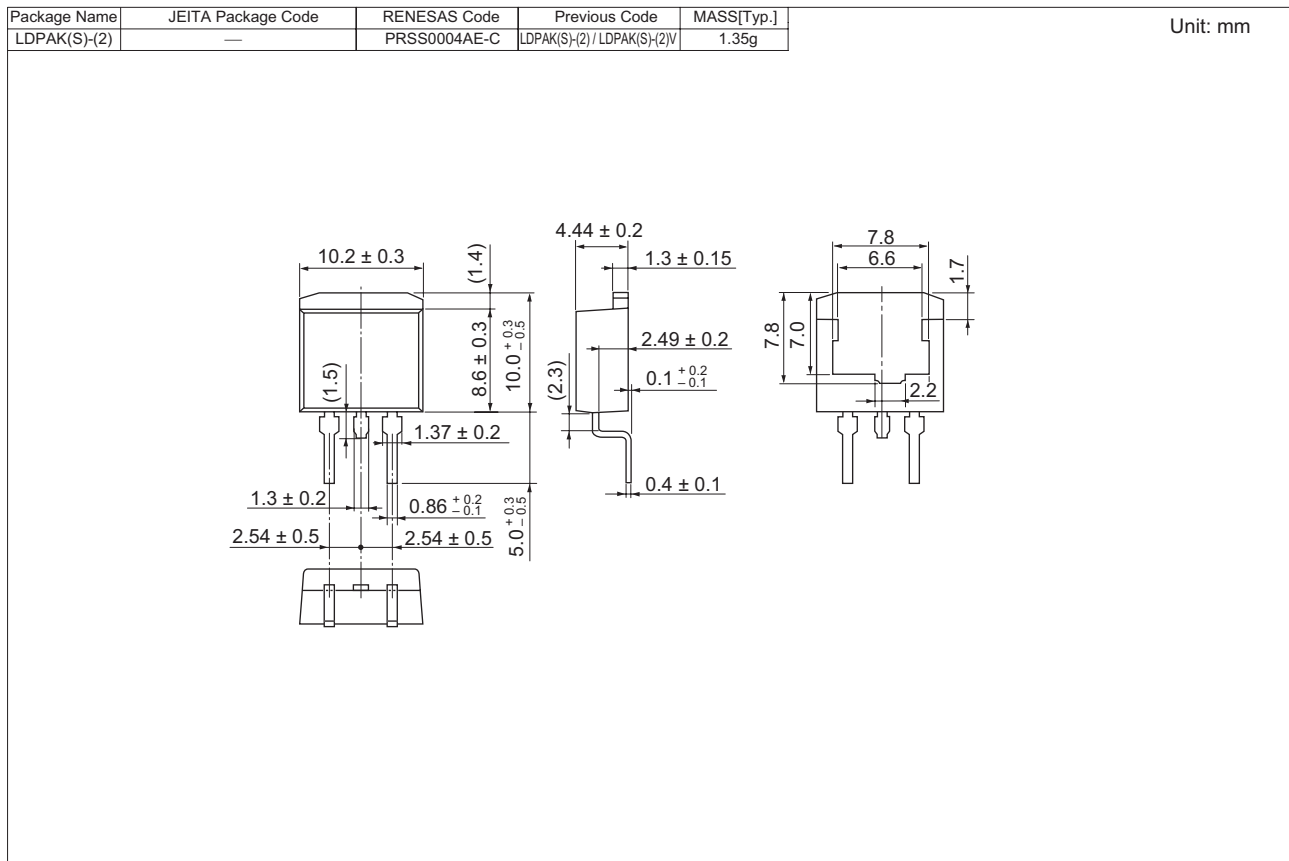 Package Name JEITA Package Code RENESAS Code Previous Code MASS[Typ.]
LDPAK(S)-(2) — PRSS0004AE-C LDPAK(S)-(2) / LDPAK(S)-(2)V 1.35g
Unit: mm
4.44 ± 0.2
10.2 ± 0.3
(1.4)
1.3 ± 0.15
7.8
6.6
1.7
8.6 ± 0.3
10.0 + 0.3 – 0.5
(1.5)
2.49 ± 0.2
(2.3)
0.1 + 0.2 – 0.1
7.8
7.0
2.2
1.37 ± 0.2
1.3 ± 0.2
0.86 + 0.2 – 0.1
0.4 ± 0.1
5.0 + 0.3 – 0.5
2.54 ± 0.5
2.54 ± 0.5